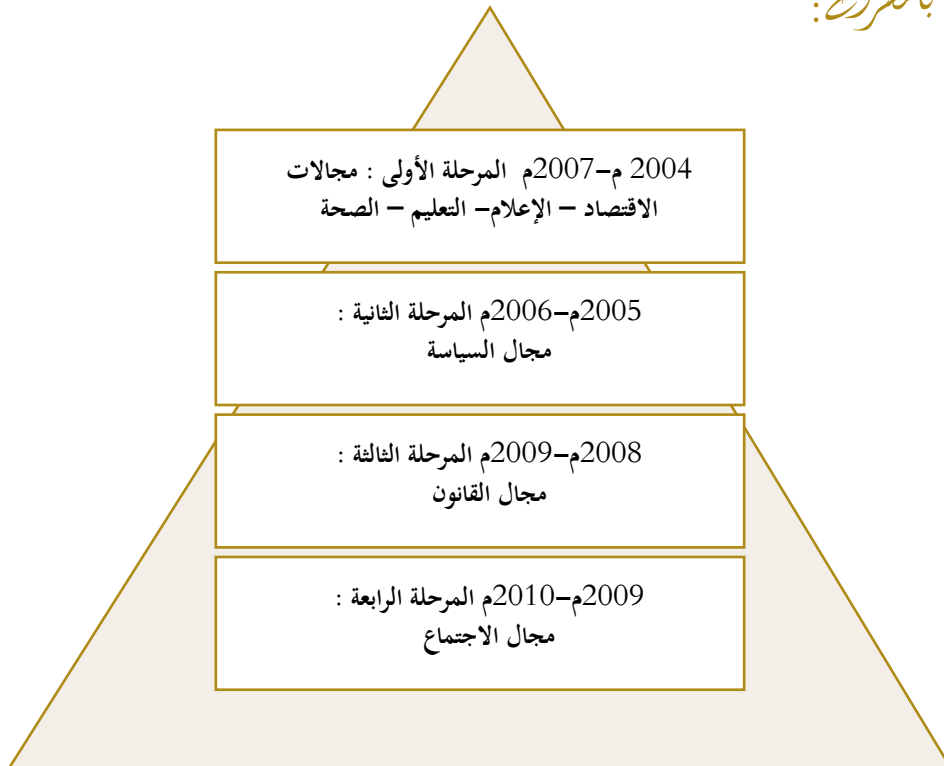 2004 م–2007م المرحلة الأولى : مجالات
الاقتصاد – الإعلام– التعليم – الصحة
2005م–2006م المرحلة الثانية :
مجال السياسة
2008م–2009م المرحلة الثالثة :
مجال القانون
2009م–2010م المرحلة الرابعة :
مجال الاجتماع